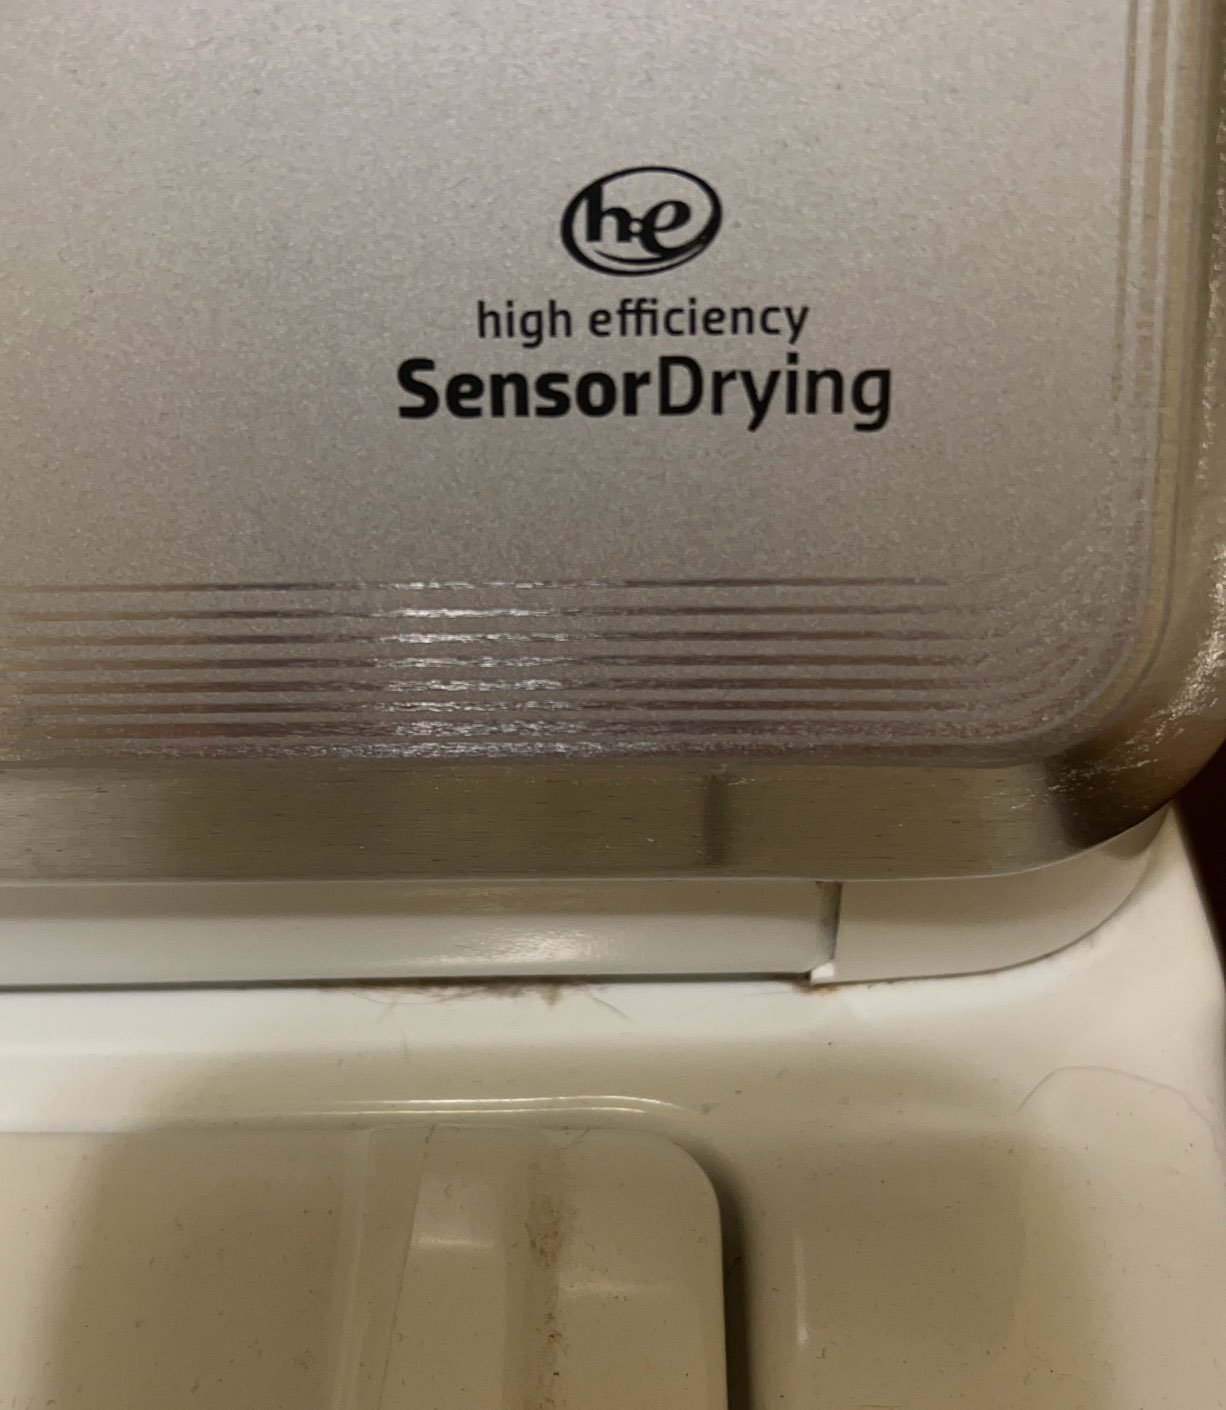 he
high efficiency
SensorDrying